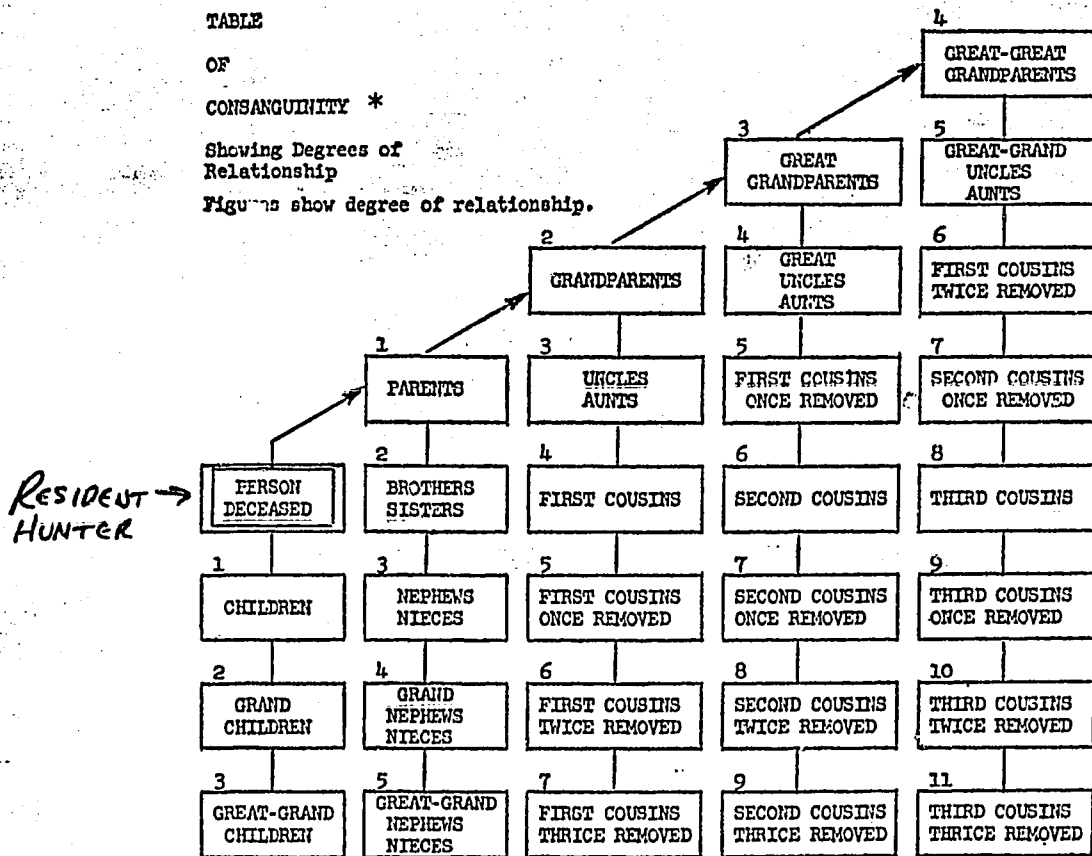 TABLE
OF
CONSANGUINITY *
Showing Degrees of
Relationship
Figures show degree of relationship.
4
GREAT-GREAT
GRANDPARENTS
3
GREAT
GRANDPARENTS
5
GREAT-GRAND
UNCLES
AUNTS
2
GRANDPARENTS
4
GREAT
UNCLES
AUNTS
6
FIRST COUSINS
TWICE REMOVED
1
PARENTS
3
UNCLES
AUNTS
5
FIRST COUSINS
ONCE REMOVED
7
SECOND COUSINS
ONCE REMOVED
RESIDENT →
HUNTER
PERSON
DECEASED
2
BROTHERS
SISTERS
4
FIRST COUSINS
6
SECOND COUSINS
8
THIRD COUSINS
1
CHILDREN
3
NEPHEWS
NIECES
5
FIRST COUSINS
ONCE REMOVED
7
SECOND COUSINS
ONCE REMOVED
9
THIRD COUSINS
ONCE REMOVED
2
GRAND
CHILDREN
4
GRAND
NEPHEWS
NIECES
6
FIRST COUSINS
TWICE REMOVED
8
SECOND COUSINS
TWICE REMOVED
10
THIRD COUSINS
TWICE REMOVED
3
GREAT-GRAND
CHILDREN
5
GREAT-GRAND
NEPHEWS
NIECES
7
FIRST COUSINS
THRICE REMOVED
9
SECOND COUSINS
THRICE REMOVED
11
THIRD COUSINS
THRICE REMOVED